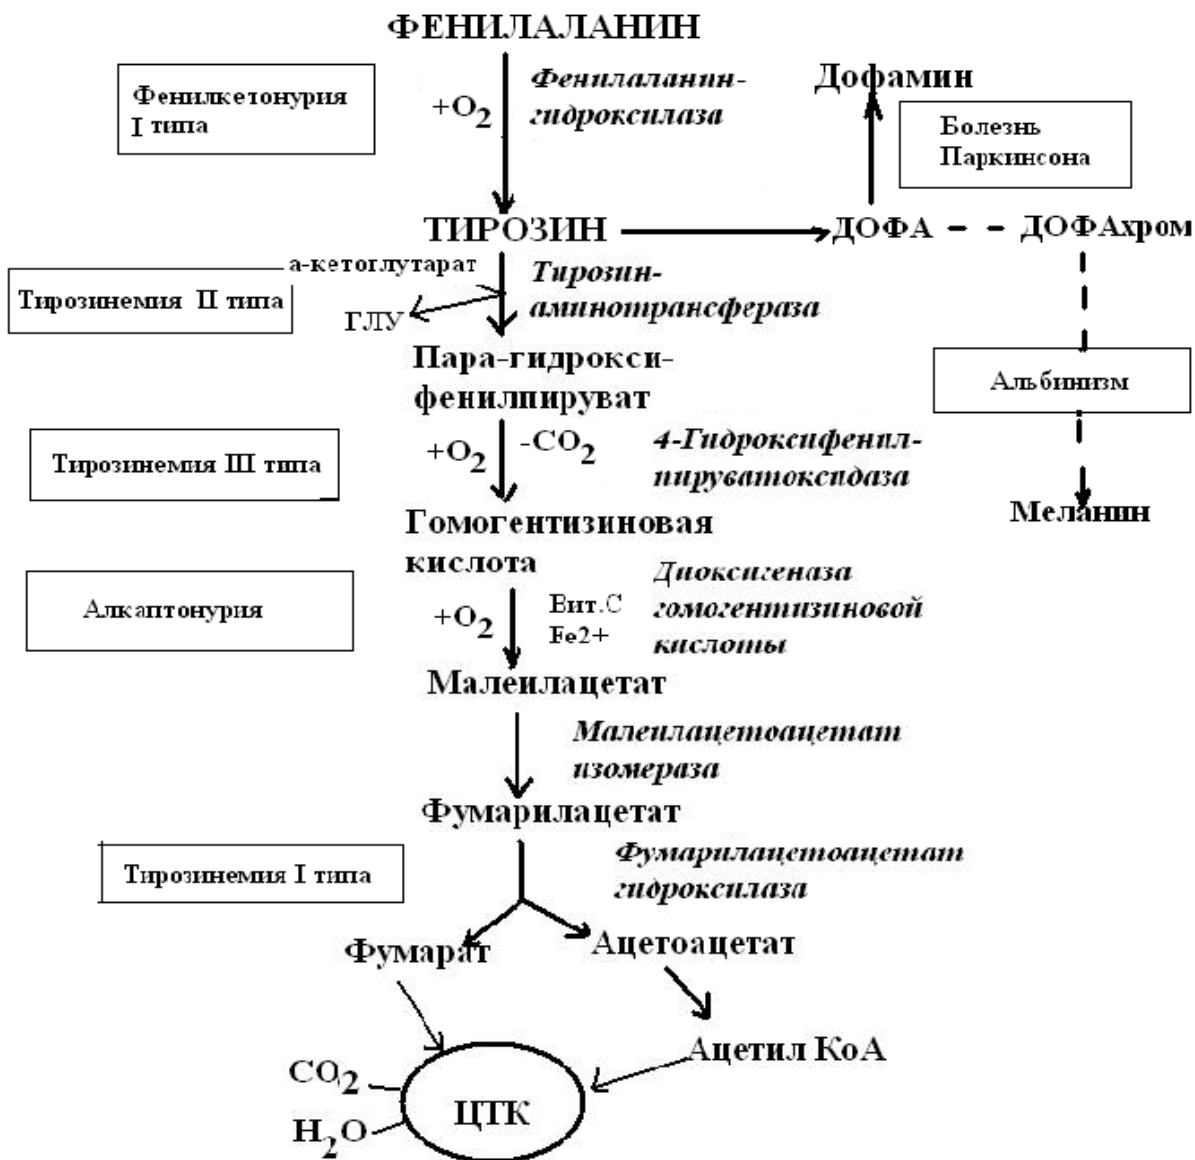 ФЕНИЛАЛАНИН
Фенилкетонурия
I типа
+O2
Фенилаланин-
гидроксилаза
Дофамин
Болезнь
Паркинсона
ТИРОЗИН
ДОФА
ДОФАхром
а-кетоглутарат
Тирозинемия II типа
ГЛУ
Тирозин-
аминотрансфераза
Пара-гидрокси-
фенилпируват
Альбинизм
Тирозинемия III типа
+O2
-CO2
4-Гидроксифенил-
пируватоксидаза
Гомогентизиновая
кислота
Меланин
Алкаптонурия
+O2
Вит.С
Fe2+
Диоксигеназа
гомогентизиновой
кислоты
Малеилацетат
Малеилацетоацетат
изомераза
Фумарилацетат
Тирозинемия I типа
Фумарилацетоацетат
гидроксилаза
Фумарат
Ацетоацетат
Ацетил КоА
CO2
H2O
ЦТК